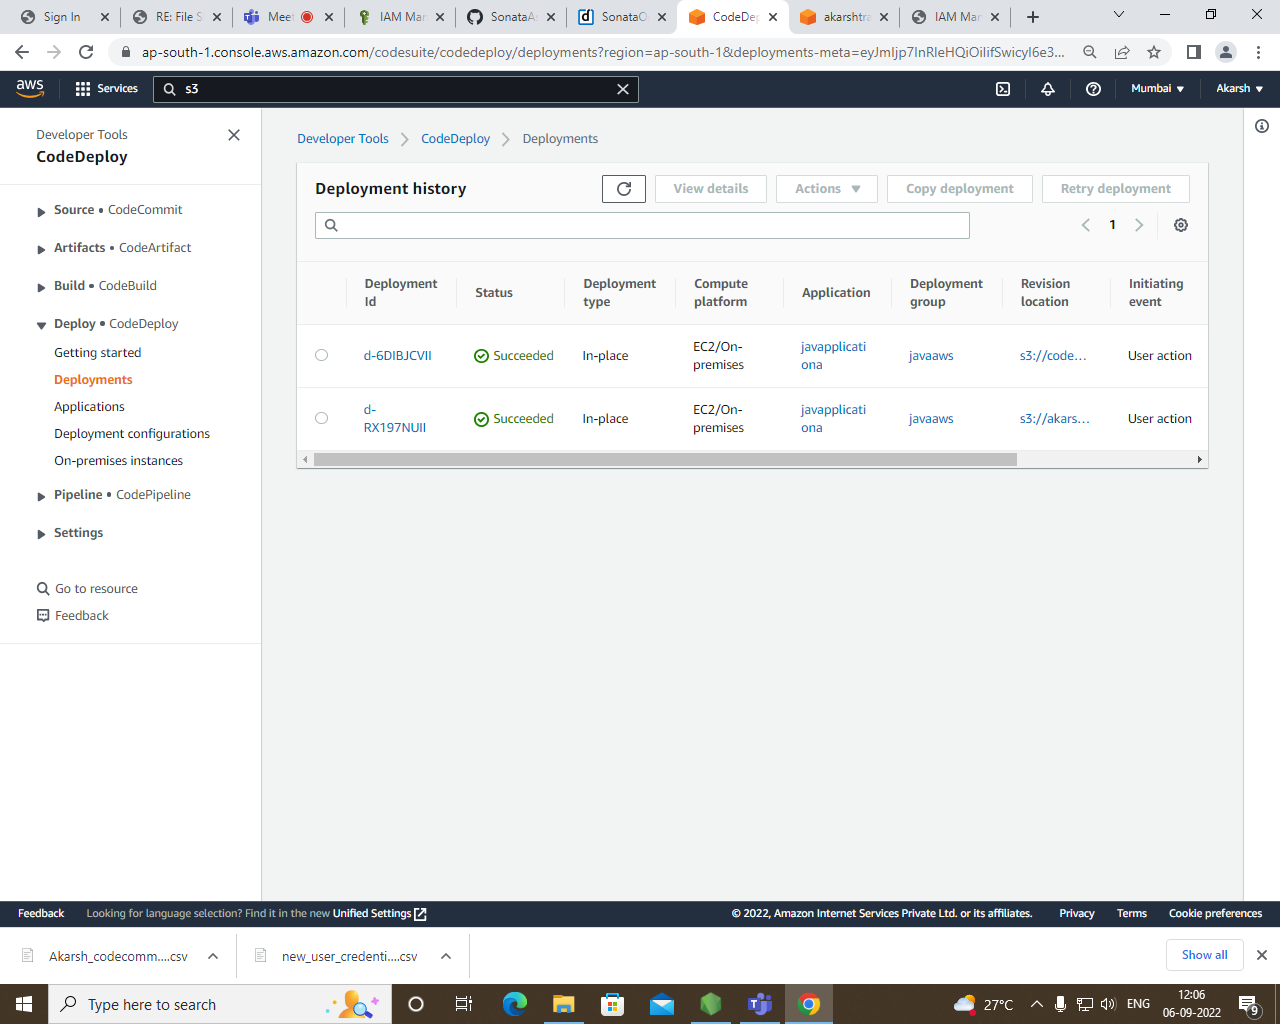 Sign In
RE: File S
Meet
IAM Mar
SonataAs
SonataO
CodeDep
akarshtra
IAM Mar
ap-south-1.console.aws.amazon.com/codesuite/codedeploy/deployments?region=ap-south-1&deployments-meta=
aws
Services
s3
Mumbai
Akarsh
Developer Tools
CodeDeploy
Source • CodeCommit
Artifacts • CodeArtifact
Build • CodeBuild
Deploy • CodeDeploy
Getting started
Deployments
Applications
Deployment configurations
On-premises instances
Pipeline • CodePipeline
Settings
Go to resource
Feedback
Developer Tools
CodeDeploy
Deployments
Deployment history
View details
Actions
Copy deployment
Retry deployment
1
Deployment Id
Status
Deployment type
Compute platform
Application
Deployment group
Revision location
Initiating event
d-6DIBJCVII
Succeeded
In-place
EC2/On-
premises
javapplicati
ona
javaaws
s3://code...
User action
d-
RX197NUII
Succeeded
In-place
EC2/On-
premises
javapplicati
ona
javaaws
s3://akars...
User action
Feedback
Looking for language selection? Find it in the new Unified Settings
© 2022, Amazon Internet Services Private Ltd. or its affiliates.
Privacy
Terms
Cookie preferences
Akarsh_codecomm....csv
new_user_credenti....csv
Show all
Type here to search
27°C
ENG
12:06
06-09-2022
9